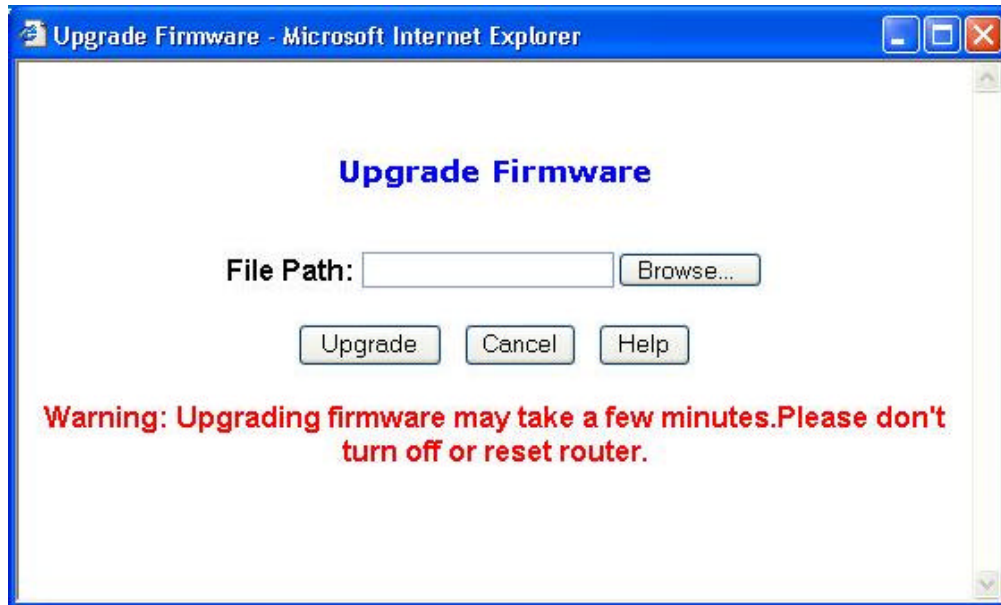 Upgrade Firmware - Microsoft Internet Explorer
Upgrade Firmware
File Path: Browse...
Upgrade Cancel Help
Warning: Upgrading firmware may take a few minutes.Please don't
turn off or reset router.